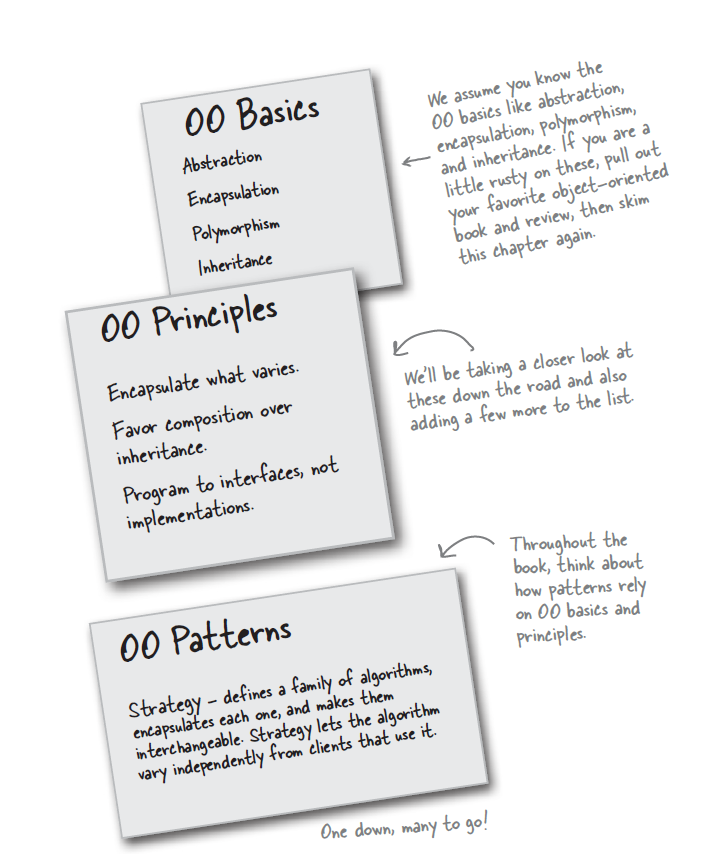 OO Basics
Abstraction
Encapsulation
Polymorphism
Inheritance
We assume you know the
OO basics like abstraction,
encapsulation, polymorphism,
and inheritance. If you are a
little rusty on these, pull out
your favorite object-oriented
book and review, then skim
this chapter again.
OO Principles
Encapsulate what varies.
Favor composition over
inheritance.
Program to interfaces, not
implementations.
We'll be taking a closer look at
these down the road and also
adding a few more to the list.
Throughout the
book, think about
how patterns rely
on OO basics and
principles.
OO Patterns
Strategy - defines a family of algorithms,
encapsulates each one, and makes them
interchangeable. Strategy lets the algorithm
vary independently from clients that use it.
One down, many to go!